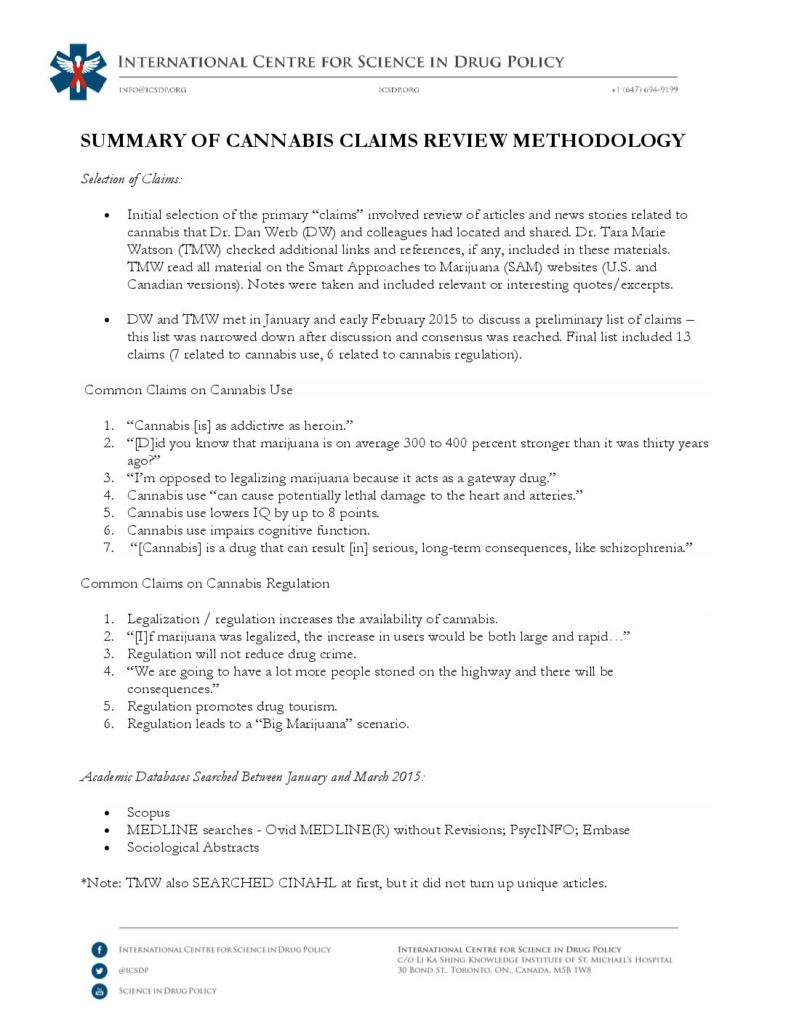 INTERNATIONAL CENTRE FOR SCIENCE IN DRUG POLICY
INFO@ICSDP.ORG ICSDP.ORG +1 (647) 694-9199
SUMMARY OF CANNABIS CLAIMS REVIEW METHODOLOGY
Selection of Claims:
• Initial selection of the primary “claims” involved review of articles and news stories related to
cannabis that Dr. Dan Werb (DW) and colleagues had located and shared. Dr. Tara Marie
Watson (TMW) checked additional links and references, if any, included in these materials.
TMW read all material on the Smart Approaches to Marijuana (SAM) websites (U.S. and
Canadian versions). Notes were taken and included relevant or interesting quotes/excerpts.
• DW and TMW met in January and early February 2015 to discuss a preliminary list of claims –
this list was narrowed down after discussion and consensus was reached. Final list included 13
claims (7 related to cannabis use, 6 related to cannabis regulation).
Common Claims on Cannabis Use
1. “Cannabis [is] as addictive as heroin.”
2. “[D]id you know that marijuana is on average 300 to 400 percent stronger than it was thirty years
ago?”
3. “I’m opposed to legalizing marijuana because it acts as a gateway drug.”
4. Cannabis use “can cause potentially lethal damage to the heart and arteries.”
5. Cannabis use lowers IQ by up to 8 points.
6. Cannabis use impairs cognitive function.
7. “[Cannabis] is a drug that can result [in] serious, long-term consequences, like schizophrenia.”
Common Claims on Cannabis Regulation
1. Legalization / regulation increases the availability of cannabis.
2. “[I]f marijuana was legalized, the increase in users would be both large and rapid…”
3. Regulation will not reduce drug crime.
4. “We are going to have a lot more people stoned on the highway and there will be
consequences.”
5. Regulation promotes drug tourism.
6. Regulation leads to a “Big Marijuana” scenario.
Academic Databases Searched Between January and March 2015:
• Scopus
• MEDLINE searches - Ovid MEDLINE(R) without Revisions; PsycINFO; Embase
• Sociological Abstracts
*Note: TMW also SEARCHED CINAHL at first, but it did not turn up unique articles.
INTERNATIONAL CENTRE FOR SCIENCE IN DRUG POLICY
@ICSDP
SCIENCE IN DRUG POLICY
INTERNATIONAL CENTRE FOR SCIENCE IN DRUG POLICY
C/O LI KA SHING KNOWLEDGE INSTITUTE OF ST. MICHAEL'S HOSPITAL
30 BOND ST., TORONTO, ON., CANADA, M5B 1W8